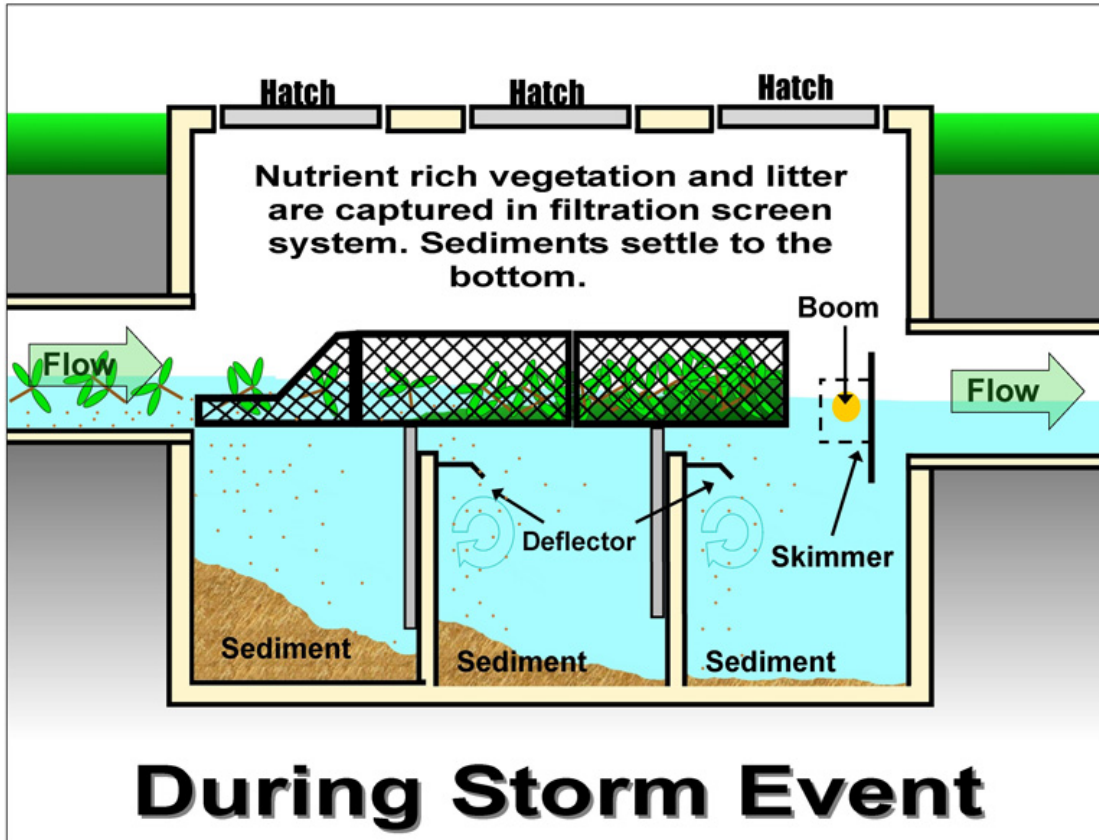 Hatch
Hatch
Hatch
Nutrient rich vegetation and litter
are captured in filtration screen
system. Sediments settle to the
bottom.
Boom
Flow
Flow
Deflector
Skimmer
Sediment
Sediment
Sediment
During Storm Event